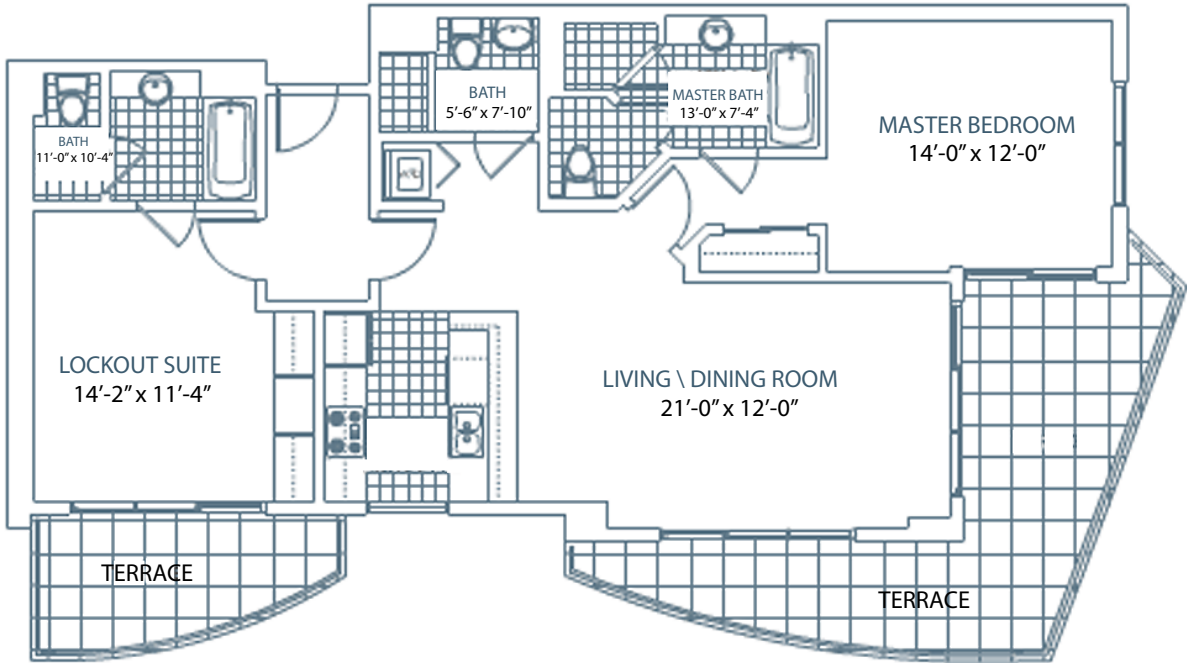 BATH
5'-6" x 7'-10"
MASTER BATH
13'-0" x 7'-4"
MASTER BEDROOM
14'-0" x 12'-0"
BATH
11'-0" x 10'-4"
LOCKOUT SUITE
14'-2" x 11'-4"
LIVING \ DINING ROOM
21'-0" x 12'-0"
TERRACE
TERRACE